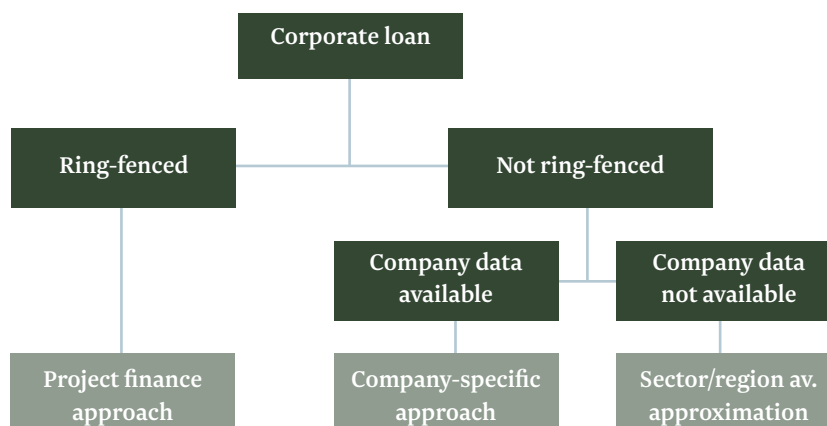 Corporate loan
Ring-fenced
Not ring-fenced
Company data
available
Company data
not available
Project finance
approach
Company-specific
approach
Sector/region av.
approximation